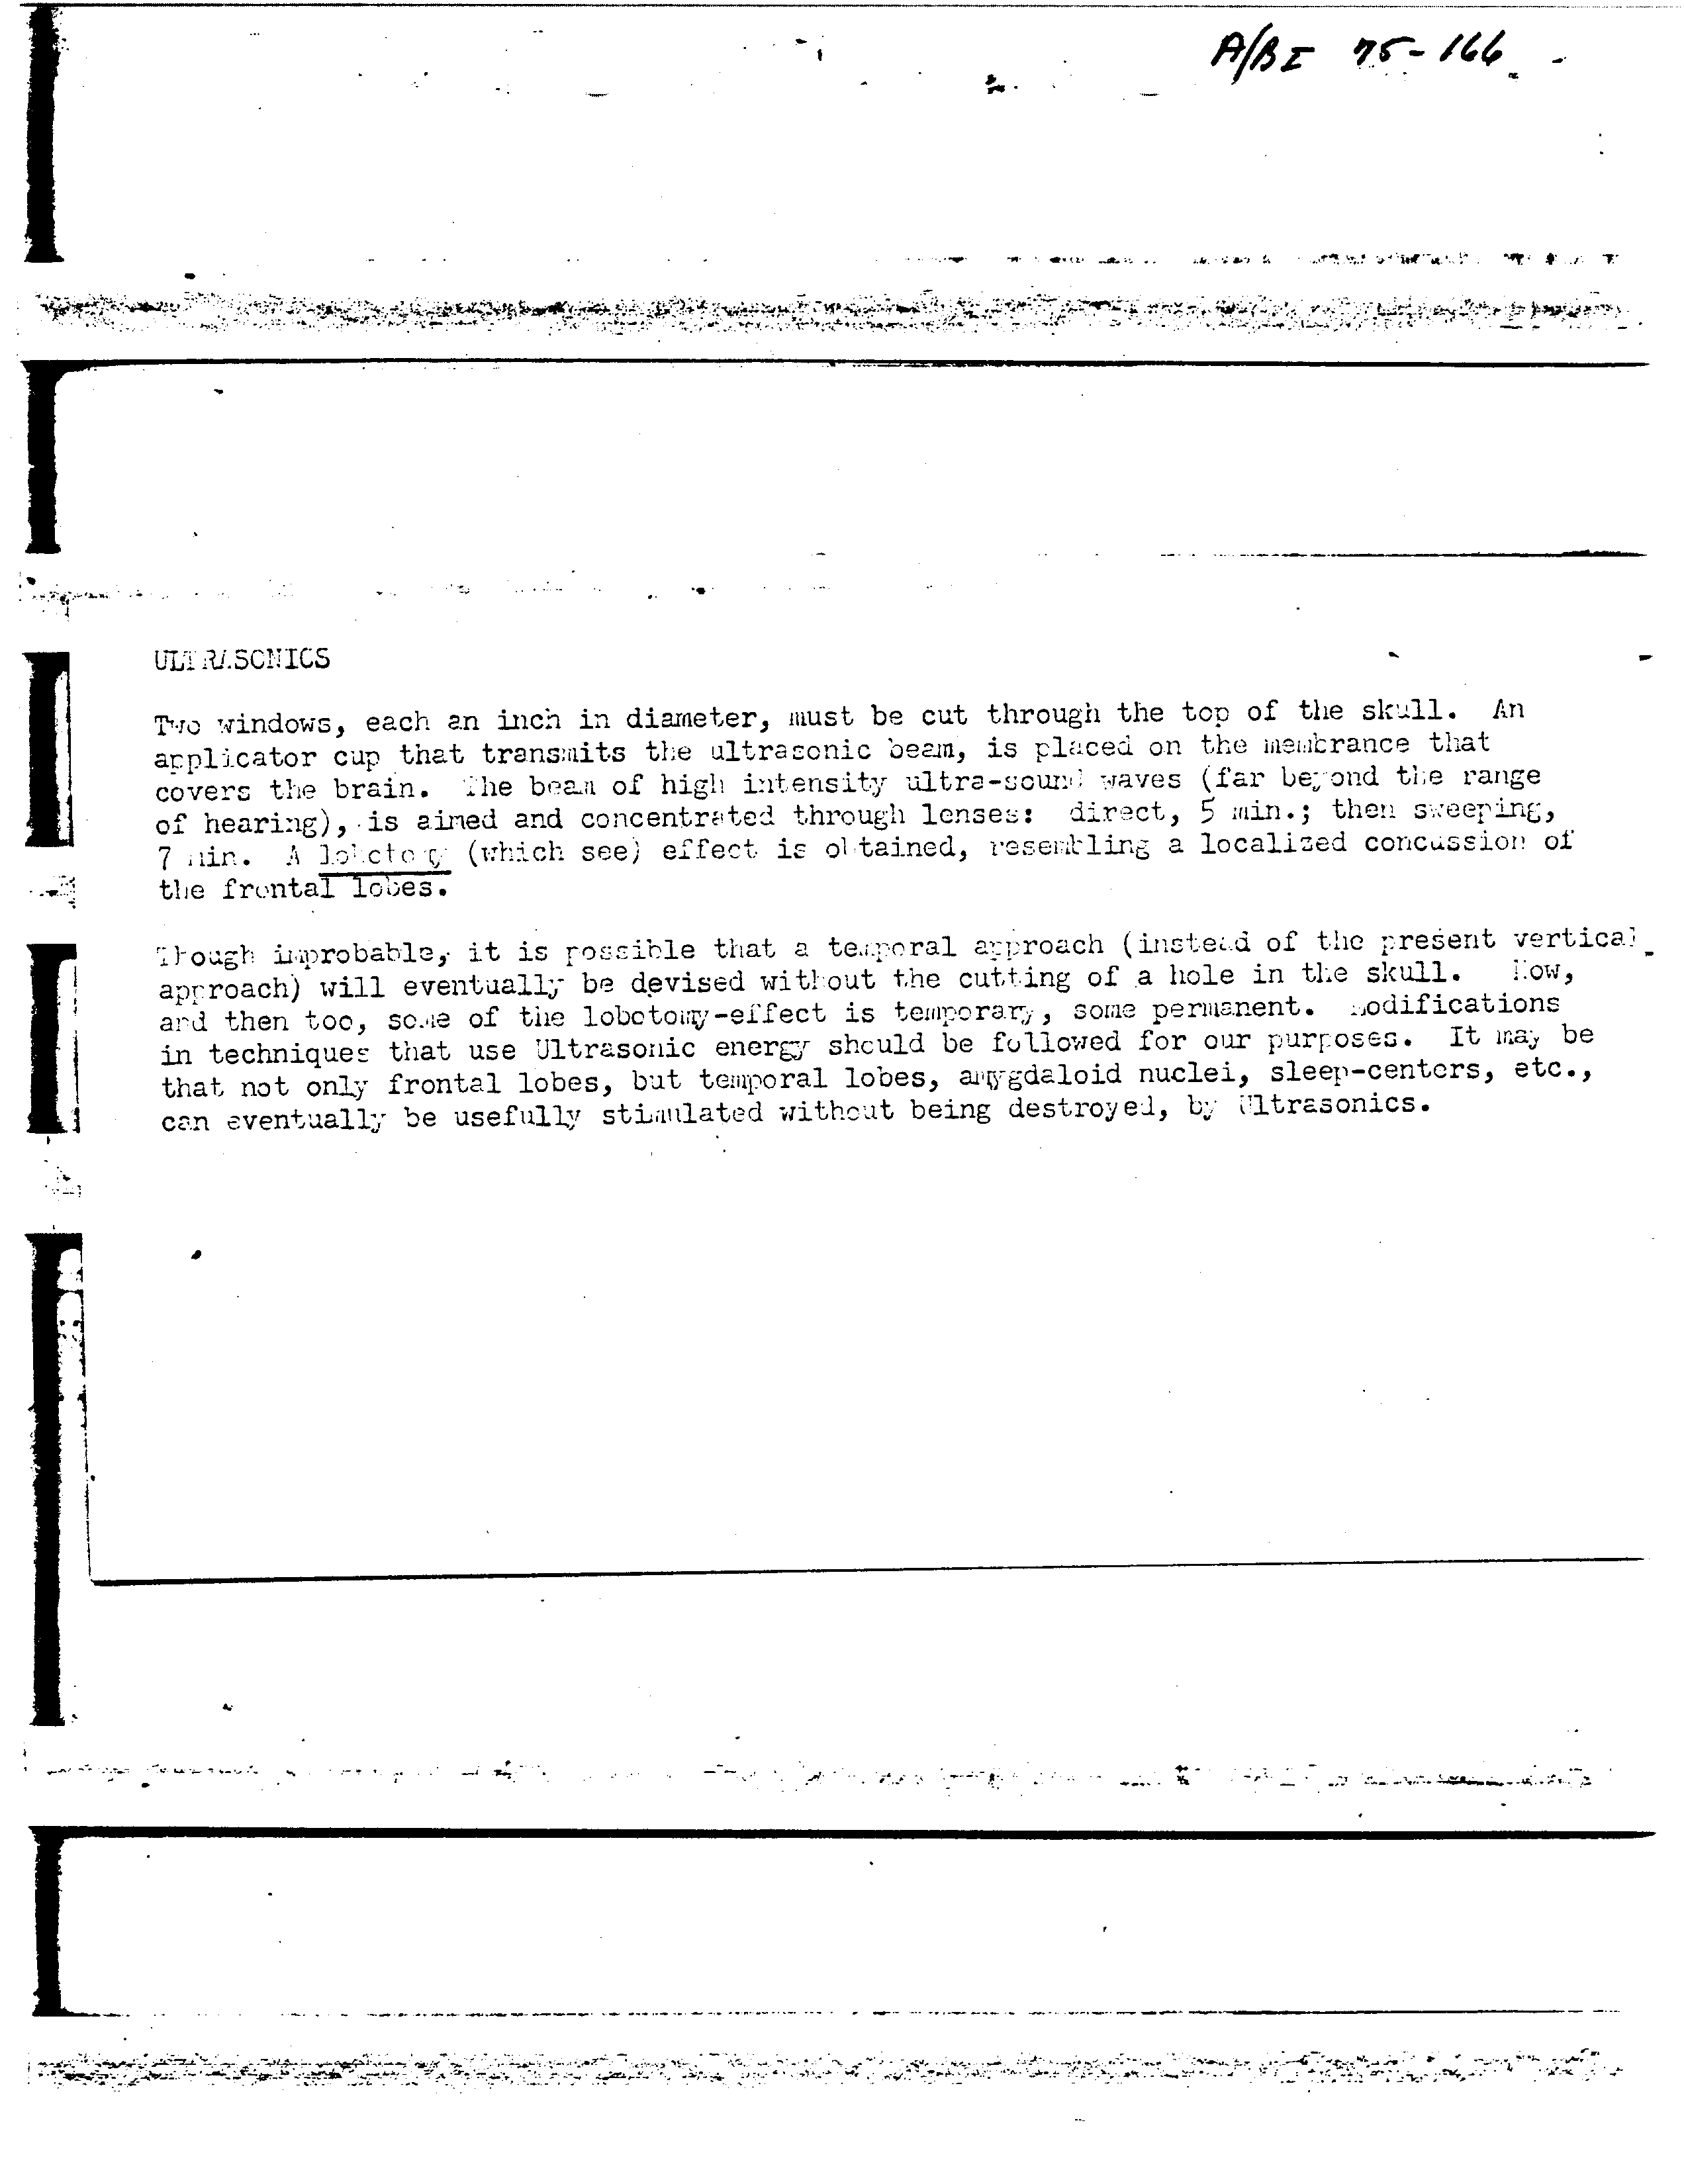 A/BI 75-166
ULTRASONICS
Two windows, each an inch in diameter, must be cut through the top of the skull. An
applicator cup that transmits the ultrasonic beam, is placed on the membrance that
covers the brain. The beam of high intensity ultra-sound waves (far beyond the range
of hearing), is aimed and concentrated through lenses: direct, 5 min.; then sweeping,
7 min. A lobotomy (which see) effect is obtained, resembling a localized concussion of
the frontal lobes.
Though improbable, it is possible that a temporal approach (instead of the present vertical
approach) will eventually be devised without the cutting of a hole in the skull. Now,
and then too, some of the lobotomy-effect is temporary, some permanent. Modifications
in techniques that use Ultrasonic energy should be followed for our purposes. It may be
that not only frontal lobes, but temporal lobes, amygdaloid nuclei, sleep-centers, etc.,
can eventually be usefully stimulated without being destroyed, by Ultrasonics.